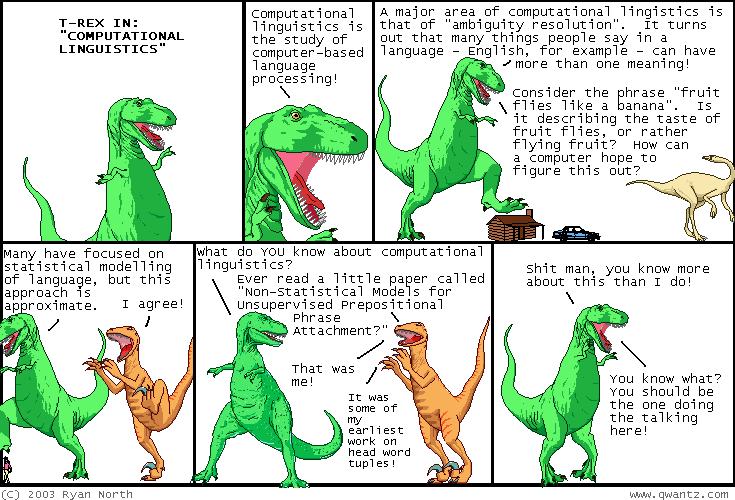 T-REX IN:
"COMPUTATIONAL
LINGUISTICS"
Computational
linguistics is
the study of
computer-based
language
processing!
A major area of computational lingistics is
that of "ambiguity resolution". It turns
out that many things people say in a
language - English, for example - can have
more than one meaning!
Consider the phrase "fruit
flies like a banana". Is
it describing the taste of
fruit flies, or rather
flying fruit? How can
a computer hope to
figure this out?
Many have focused on
statistical modelling
of language, but this
approach is
approximate.
I agree!
What do YOU know about computational
linguistics?
Ever read a little paper called
"Non-Statistical Models for
Unsupervised Prepositional
Phrase
Attachment?"
That was
me!
It was
some of
my
earliest
work on
head word
tuples!
Shit man, you know more
about this than I do!
You know what?
You should be
the one doing
the talking
here!
(C) 2003 Ryan North
www.qwantz.com